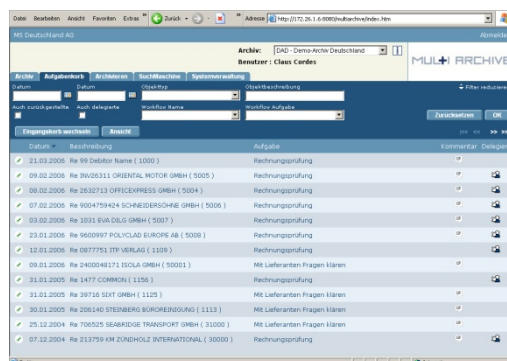 Datei Bearbeiten Ansicht Favoriten Extras Zurück Adresse http://172.26.1.6:8080/multiarchive/index.htm
MS Deutschland AG Abmelde
Archiv: DAD - Demo-Archiv Deutschland
Benutzer : Claus Cordes
MULTI ARCHIVE
Archiv Aufgabenkorb Archivieren SuchMaschine Systemverwaltung
Datum Datum Objekttyp Objektbeschreibung Filter reduziere
Auch zurückgestellte Auch delegierte Workflow Name Workflow Aufgabe
Zurücksetzen OK
Eingangskorb wechseln Ansicht
Datum Beschreibung Aufgabe Kommentar Delegier
21.03.2006 Re 99 Debitor Name ( 1000 ) Rechnungsprüfung
09.02.2006 Re INV26311 ORIENTAL MOTOR GMBH ( 5005 ) Rechnungsprüfung
08.02.2006 Re 2632713 OFFICEXPRESS GMBH ( 5004 ) Rechnungsprüfung
07.02.2006 Re 9004759424 SCHNEIDERSÖHNE GMBH ( 5006 ) Rechnungsprüfung
03.02.2006 Re 1031 EVA DILG GMBH ( 5007 ) Rechnungsprüfung
23.01.2006 Re 9600997 POLYCLAD EUROPE AB ( 5008 ) Rechnungsprüfung
12.01.2006 Re 0877751 ITP VERLAG ( 1109 ) Rechnungsprüfung
09.01.2006 Re 2400048171 ISOLA GMBH ( 50001 ) Mit Lieferanten Fragen klären
31.01.2005 Re 1477 COMMON ( 1156 ) Rechnungsprüfung
31.01.2005 Re 39716 SIXT GMBH ( 1125 ) Mit Lieferanten Fragen klären
30.01.2005 Re 206140 STEINBERG BÜROREINIGUNG ( 1113 ) Mit Lieferanten Fragen klären
25.12.2004 Re 706525 SEABRIDGE TRANSPORT GMBH ( 31000 ) Mit Lieferanten Fragen klären
07.12.2004 Re 213759 KM ZÜNDHOLZ INTERNATIONAL ( 30000 ) Rechnungsprüfung